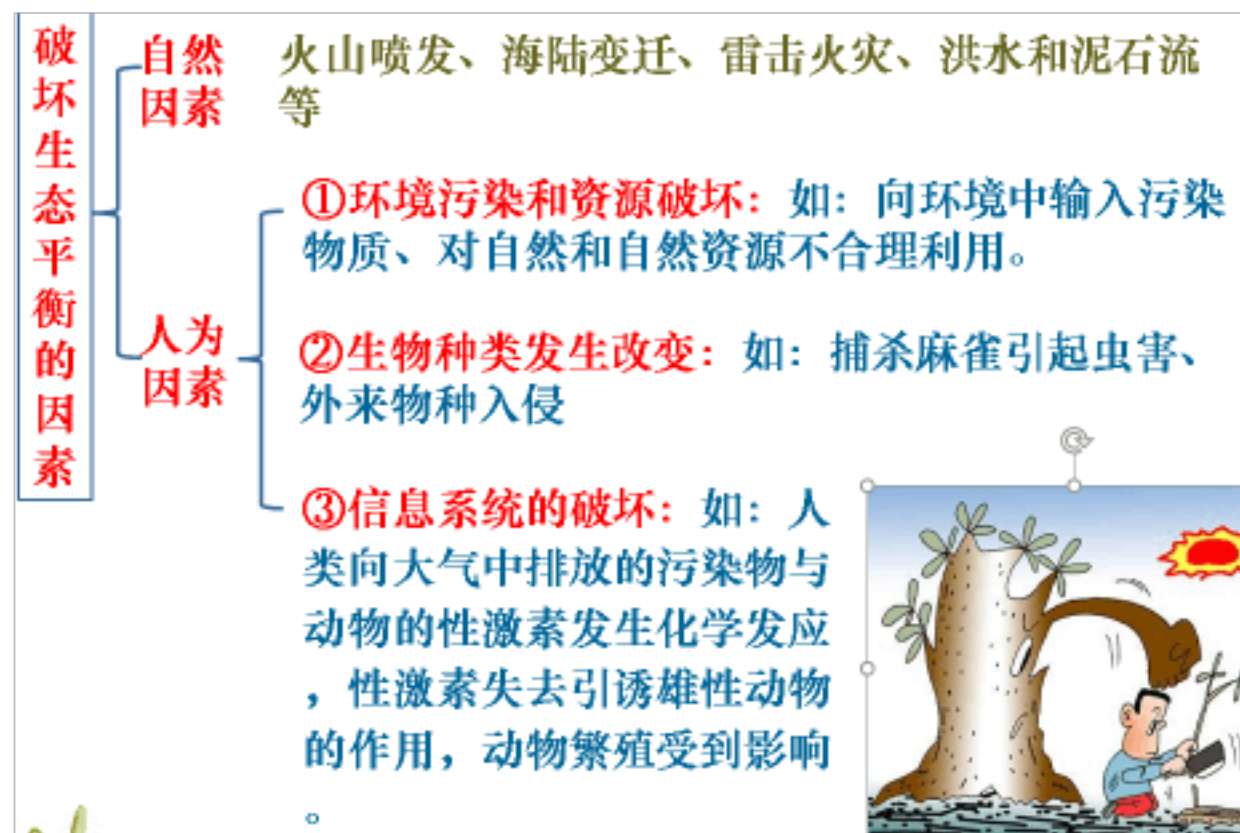 破坏生态平衡的因素
自然
因素
火山喷发、海陆变迁、雷击火灾、洪水和泥石流
等
①环境污染和资源破坏：如：向环境中输入污染
物质、对自然和自然资源不合理利用。
人为
因素
②生物种类发生改变：如：捕杀麻雀引起虫害、
外来物种入侵
③信息系统的破坏：如：人
类向大气中排放的污染物与
动物的性激素发生化学发应
，性激素失去引诱雄性动物
的作用，动物繁殖受到影响
。